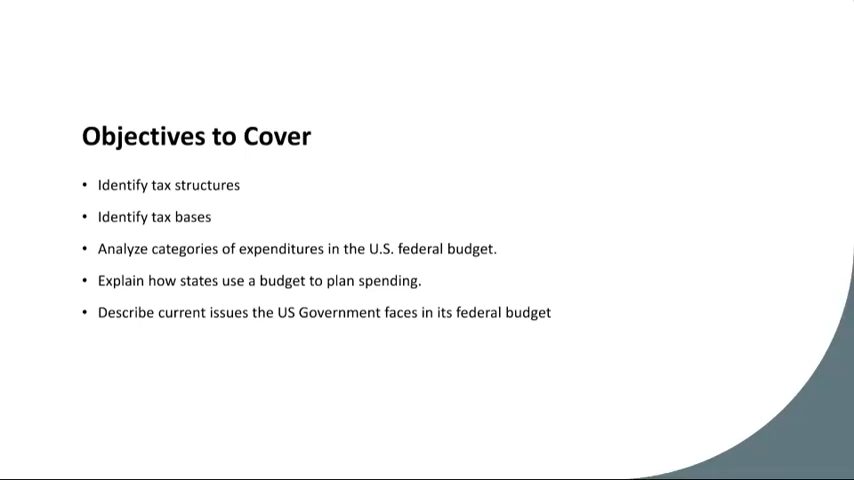 Objectives to Cover
• Identify tax structures
• Identify tax bases
• Analyze categories of expenditures in the U.S. federal budget.
• Explain how states use a budget to plan spending.
• Describe current issues the US Government faces in its federal budget